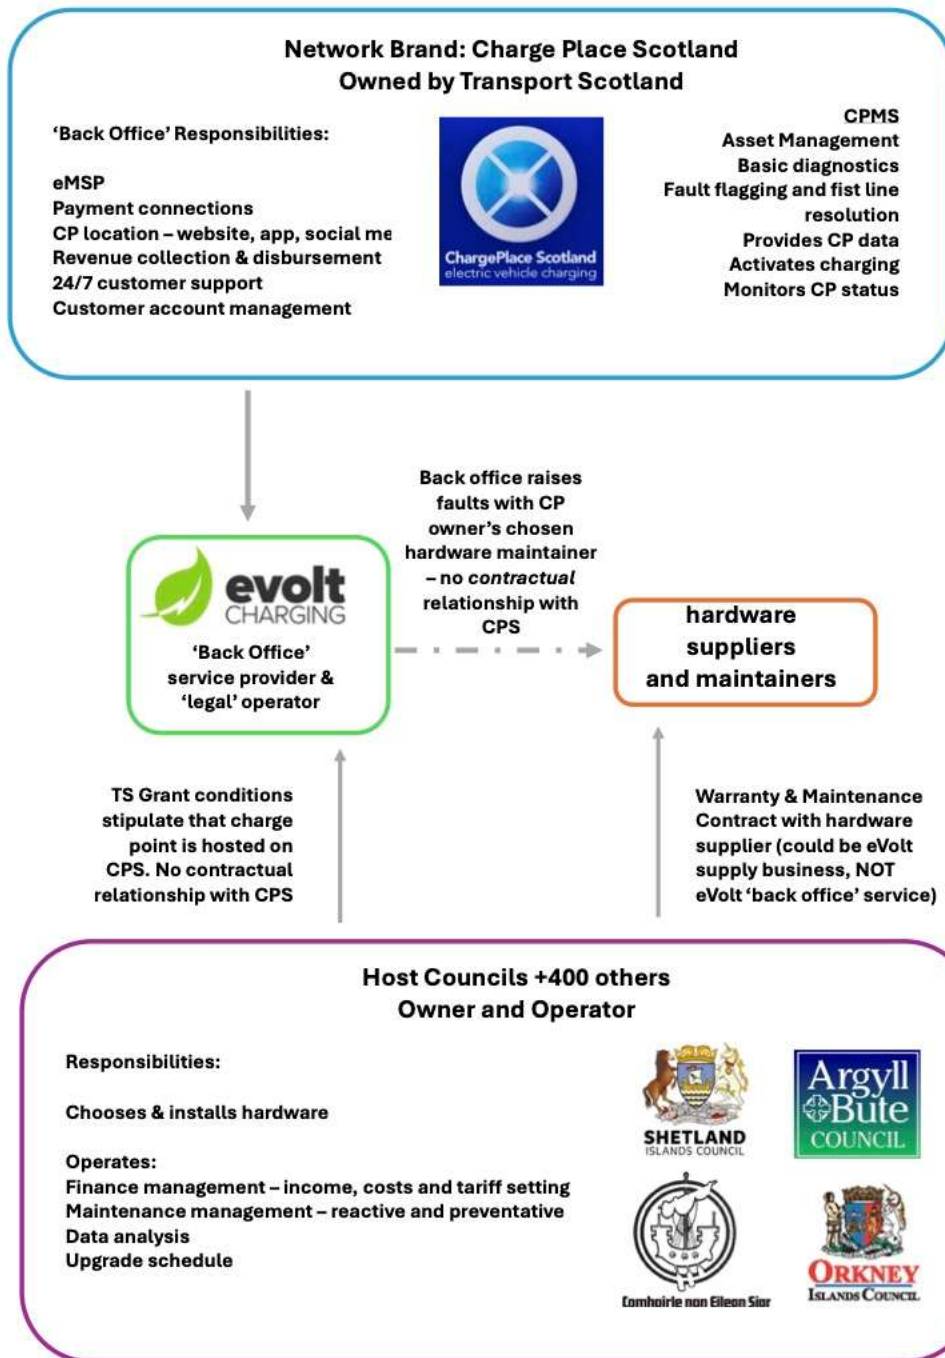 Network Brand: Charge Place Scotland
Owned by Transport Scotland
‘Back Office’ Responsibilities:
eMSP
Payment connections
CP location – website, app, social me
Revenue collection & disbursement
24/7 customer support
Customer account management
ChargePlace Scotland
electric vehicle charging
CPMS
Asset Management
Basic diagnostics
Fault flagging and fist line
resolution
Provides CP data
Activates charging
Monitors CP status
Back office raises
faults with CP
owner’s chosen
hardware maintainer
– no contractual
relationship with
CPS
evolt
CHARGING
‘Back Office’
service provider &
‘legal’ operator
hardware
suppliers
and maintainers
TS Grant conditions
stipulate that charge
point is hosted on
CPS. No contractual
relationship with CPS
Warranty & Maintenance
Contract with hardware
supplier (could be eVolt
supply business, NOT
eVolt ‘back office’ service)
Host Councils +400 others
Owner and Operator
Responsibilities:
Chooses & installs hardware
Operates:
Finance management – income, costs and tariff setting
Maintenance management – reactive and preventative
Data analysis
Upgrade schedule
SHETLAND
ISLANDS COUNCIL
Argyll
Bute
COUNCIL
Comhairle nan Eilean Siar
ORKNEY
ISLANDS COUNCIL